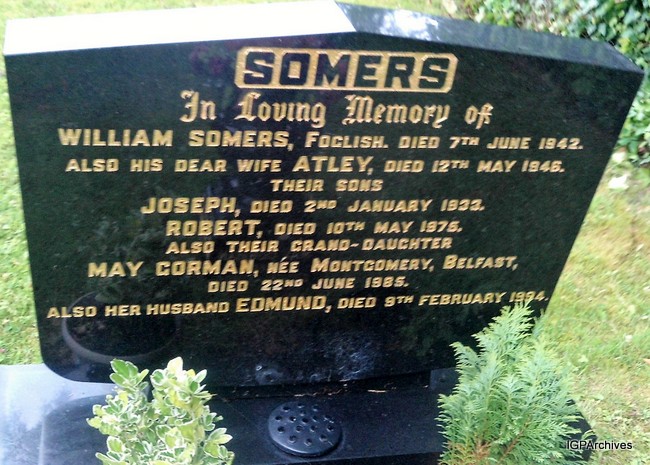 SOMERS
In Loving Memory of
WILLIAM SOMERS, FOGLISH. DIED 7TH JUNE 1942.
ALSO HIS DEAR WIFE ATLEY, DIED 12TH MAY 1946.
THEIR SONS
JOSEPH, DIED 2ND JANUARY 1933.
ROBERT, DIED 10TH MAY 1975.
ALSO THEIR GRAND-DAUGHTER
MAY GORMAN, NÉE MONTGOMERY, BELFAST,
DIED 22ND JUNE 1985.
ALSO HER HUSBAND EDMUND, DIED 9TH FEBRUARY 1994.
IGPArchives